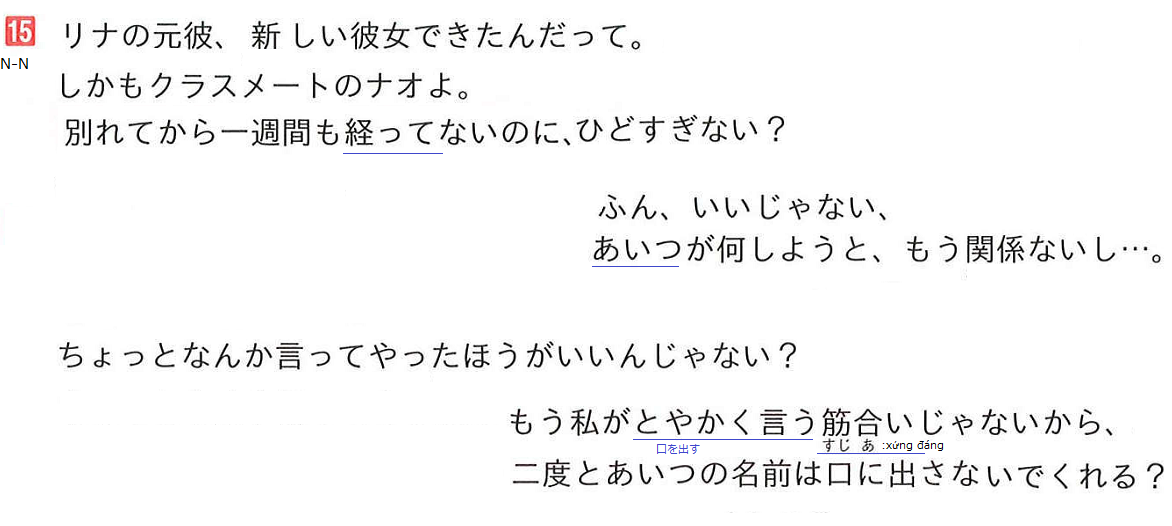 15 リナの元彼、新しい彼女できたんだって。
N-N
しかもクラスメートのナオよ。
別れてから一週間も経ってないのに、ひどすぎない？
ふん、いいじゃない、
あいつが何しようと、もう関係ないし…。
ちょっとなんか言ってやったほうがいいんじゃない？
もう私がとやかく言う筋合いじゃないから、
口を出す すじ あ :xứng đáng
二度とあいつの名前は口に出さないでくれる？